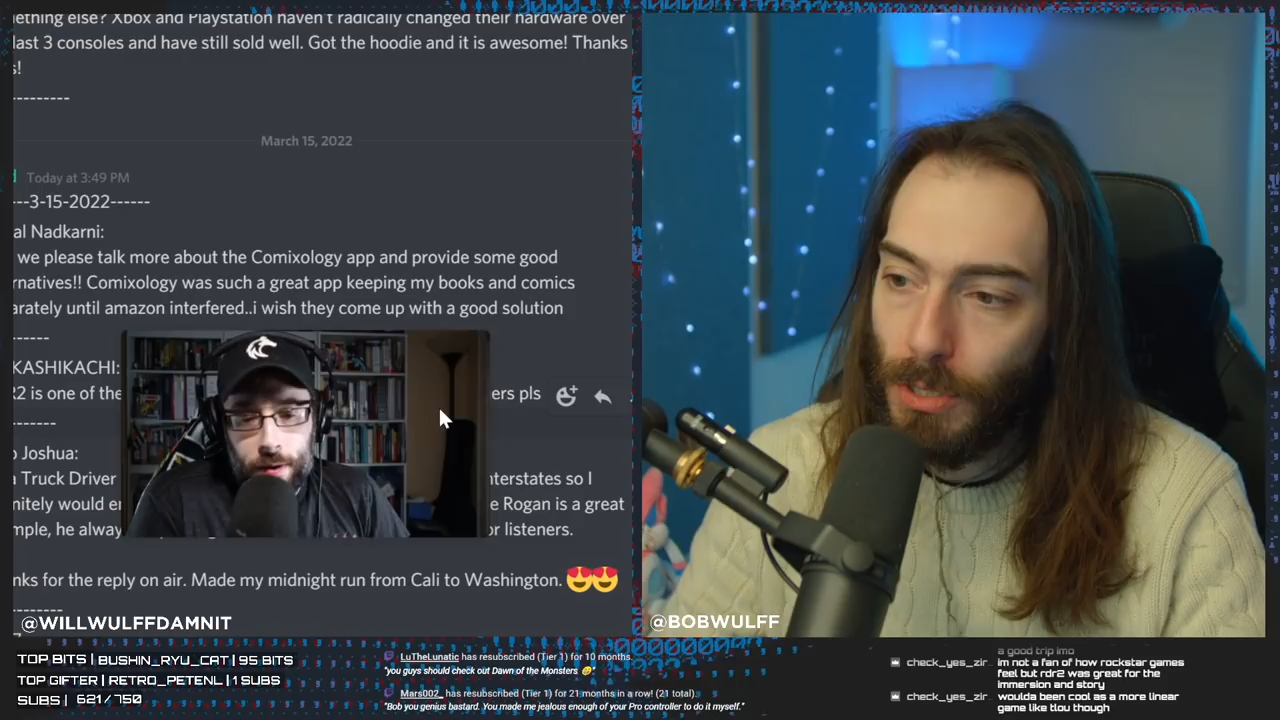 ething else? Xbox and Playstation haven't radically changed their hardware over
last 3 consoles and have still sold well. Got the hoodie and it is awesome! Thanks
s!
----------
March 15, 2022
Today at 3:49 PM
---3-15-2022------
al Nadkarni:
we please talk more about the Comixology app and provide some good
rnatives!! Comixology was such a great app keeping my books and comics
arately until amazon interfered..i wish they come up with a good solution
------
KASHIKACHI:
R2 is one of the
ers pls
-------
o Joshua:
a Truck Driver
nterstates so I
nitely would en
e Rogan is a great
mple, he alway
or listeners.
nks for the reply on air. Made my midnight run from Cali to Washington. 😍😍
--------
@WILLWULFFDAMNIT
@BOBWULFF
TOP BITS | BUSHIN_RYU_CAT | 95 BITS
TOP GIFTER | RETRO_PETENL | 1 SUBS
SUBS | 621/750
LuTheLunatic has resubscribed (Tier 1) for 10 months.
"you guys should check out Dawn of the Monsters
Mars002_ has resubscribed (Tier 1) for 21 months in a row! (21 total).
"Bob you genius bastard. You made me jealous enough of your Pro controller to do it myself."
a good trip imo
check_yes_zir
im not a fan of how rockstar games
feel but rdr2 was great for the
immersion and story
check_yes_zir
woulda been cool as a more linear
game like tlou though